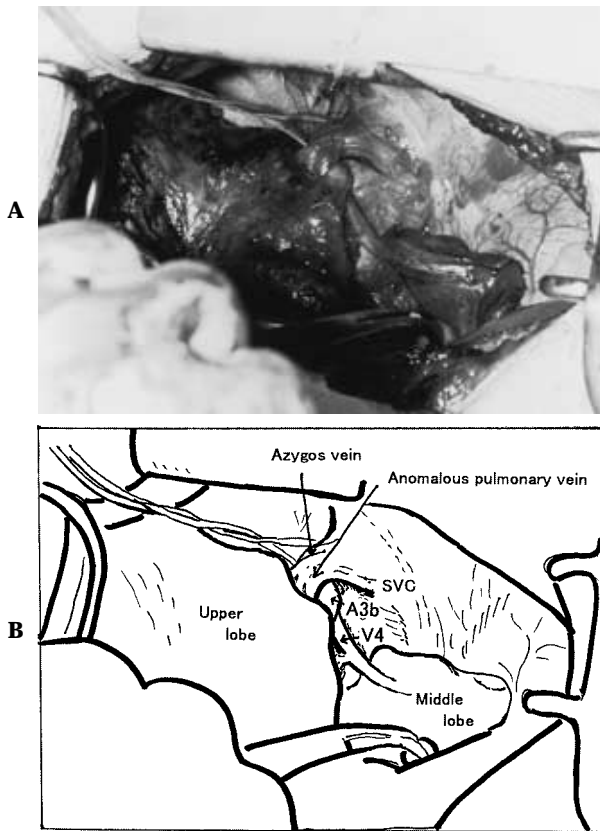 A
Azygos vein
Anomalous pulmonary vein
SVC
A3b
Upper
lobe
V4
B
Middle
lobe